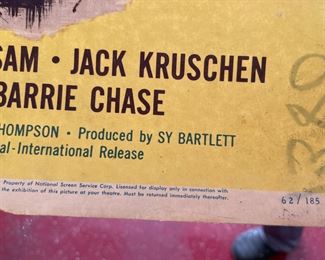 SAM • JACK KRUSCHEN
BARRIE CHASE
HOMPSON • Produced by SY BARTLETT
al-International Release
Property of National Screen Service Corp. Licensed for display only in connection with
the exhibition of this picture at your theatre. Must be returned immediately thereafter.
62/185